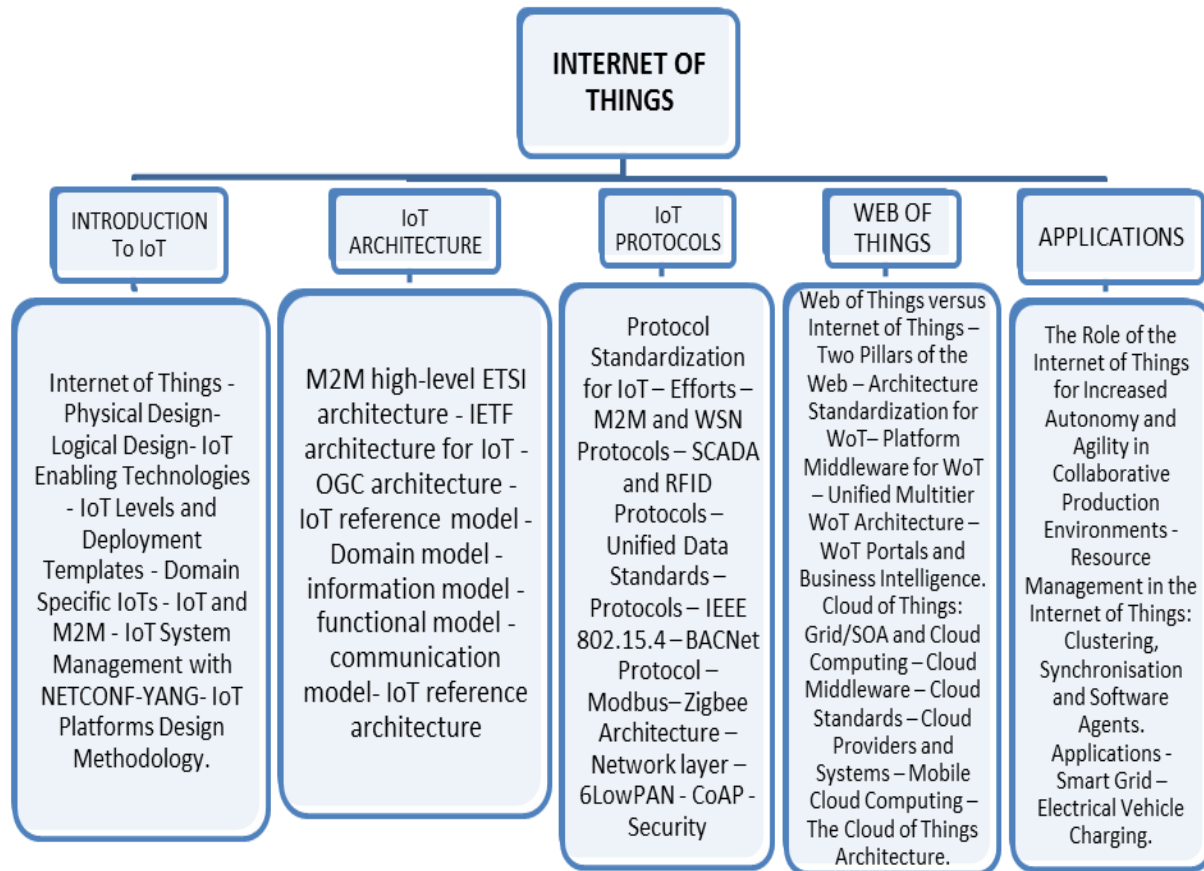 INTERNET OF
THINGS
INTRODUCTION
To IoT
IoT
ARCHITECTURE
IoT
PROTOCOLS
WEB OF
THINGS
APPLICATIONS
Internet of Things -
Physical Design-
Logical Design- IoT
Enabling Technologies
- IoT Levels and
Deployment
Templates - Domain
Specific IoTs - IoT and
M2M - IoT System
Management with
NETCONF-YANG- IoT
Platforms Design
Methodology.
M2M high-level ETSI
architecture - IETF
architecture for IoT -
OGC architecture -
IoT reference model -
Domain model -
information model -
functional model -
communication
model- IoT reference
architecture
Protocol
Standardization
for IoT – Efforts –
M2M and WSN
Protocols – SCADA
and RFID
Protocols –
Unified Data
Standards –
Protocols – IEEE
802.15.4 – BACNet
Protocol –
Modbus– Zigbee
Architecture –
Network layer –
6LowPAN - CoAP -
Security
Web of Things versus
Internet of Things –
Two Pillars of the
Web – Architecture
Standardization for
WoT– Platform
Middleware for WoT
– Unified Multitier
WoT Architecture –
WoT Portals and
Business Intelligence.
Cloud of Things:
Grid/SOA and Cloud
Computing – Cloud
Middleware – Cloud
Standards – Cloud
Providers and
Systems – Mobile
Cloud Computing –
The Cloud of Things
Architecture.
The Role of the
Internet of Things
for Increased
Autonomy and
Agility in
Collaborative
Production
Environments -
Resource
Management in the
Internet of Things:
Clustering,
Synchronisation
and Software
Agents.
Applications -
Smart Grid –
Electrical Vehicle
Charging.